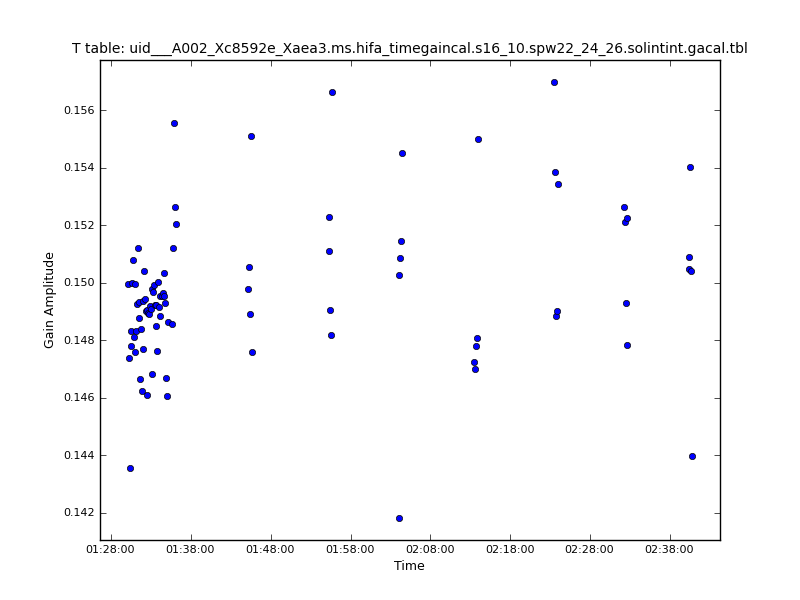 T table: uid___A002_Xc8592e_Xaea3.ms.hifa_timegaincal.s16_10.spw22_24_26.solintint.gacal.tbl
0.156
0.154
0.152
0.150
0.148
0.146
0.144
0.142
Gain Amplitude
01:28:00 01:38:00 01:48:00 01:58:00 02:08:00 02:18:00 02:28:00 02:38:00
Time